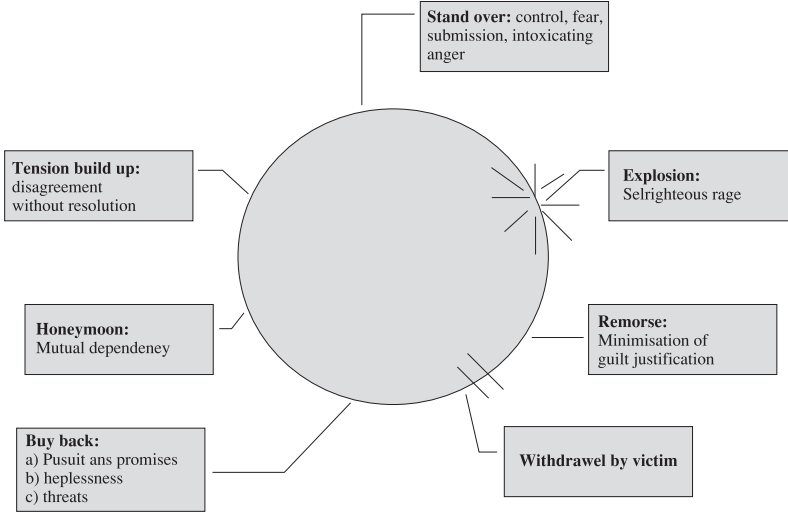 Stand over: control, fear,
submission, intoxicating
anger
Tension build up:
disagreement
without resolution
Explosion:
Selrighteous rage
Honeymoon:
Mutual dependeney
Remorse:
Minimisation of
guilt justification
Buy back:
a) Pusuit ans promises
b) heplessness
c) threats
Withdrawel by victim